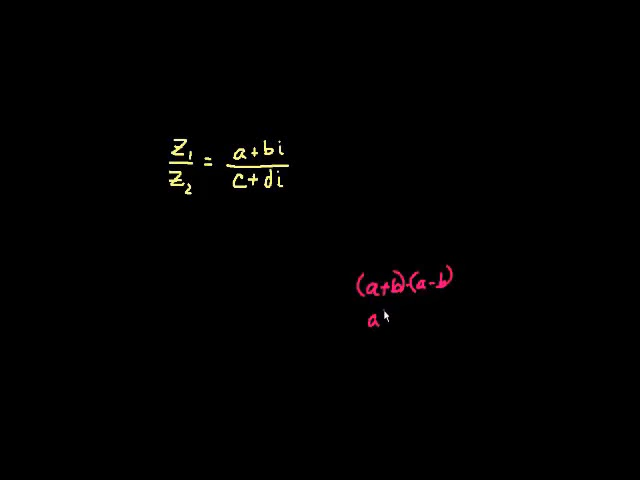 Z₁/Z₂ = (a+bi)/(c+di)
(a+b)·(a-b)
a